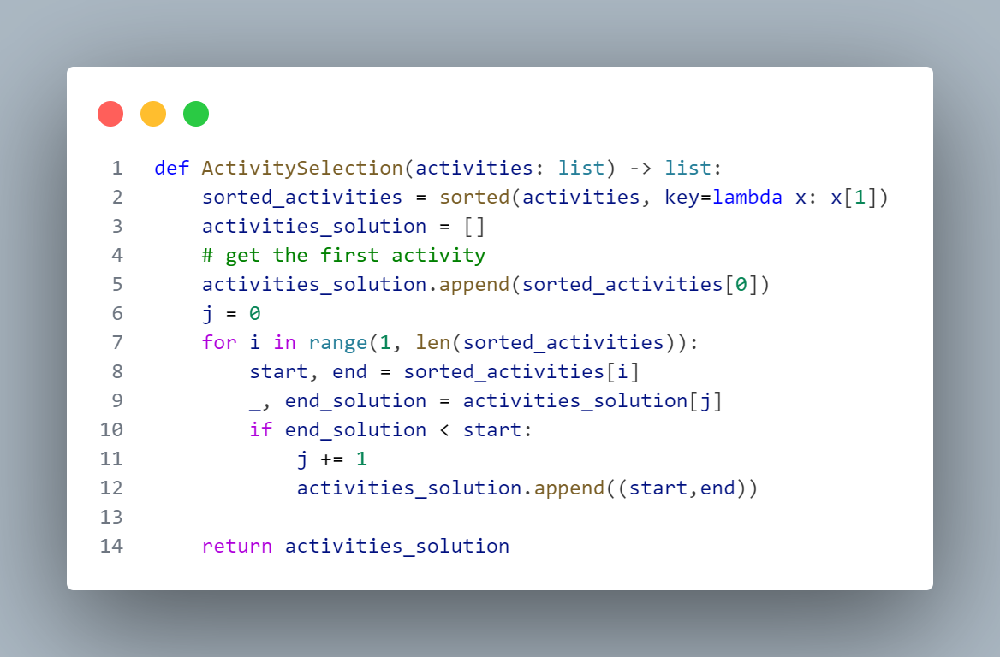 1 def ActivitySelection(activities: list) -> list:
2     sorted_activities = sorted(activities, key=lambda x: x[1])
3     activities_solution = []
4     # get the first activity
5     activities_solution.append(sorted_activities[0])
6     j = 0
7     for i in range(1, len(sorted_activities)):
8         start, end = sorted_activities[i]
9         _, end_solution = activities_solution[j]
10         if end_solution < start:
11             j += 1
12             activities_solution.append((start,end))
13
14     return activities_solution